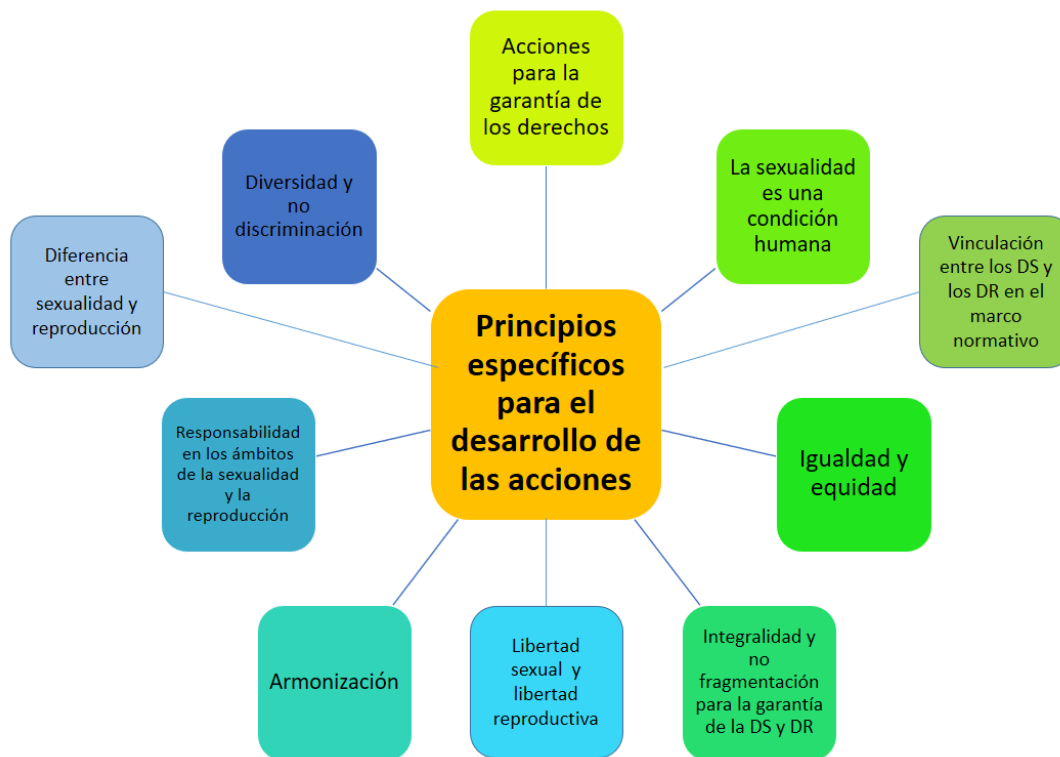 Acciones
para la
garantía de
los derechos
La sexualidad
es una
condición
humana
Vinculación
entre los DS y
los DR en el
marco
normativo
Igualdad y
equidad
Integralidad y
no
fragmentación
para la garantía
de la DS y DR
Libertad
sexual y
libertad
reproductiva
Armonización
Responsabilidad
en los ámbitos
de la sexualidad
y la
reproducción
Diferencia
entre
sexualidad y
reproducción
Diversidad y
no
discriminación
Principios
específicos
para el
desarrollo de
las acciones